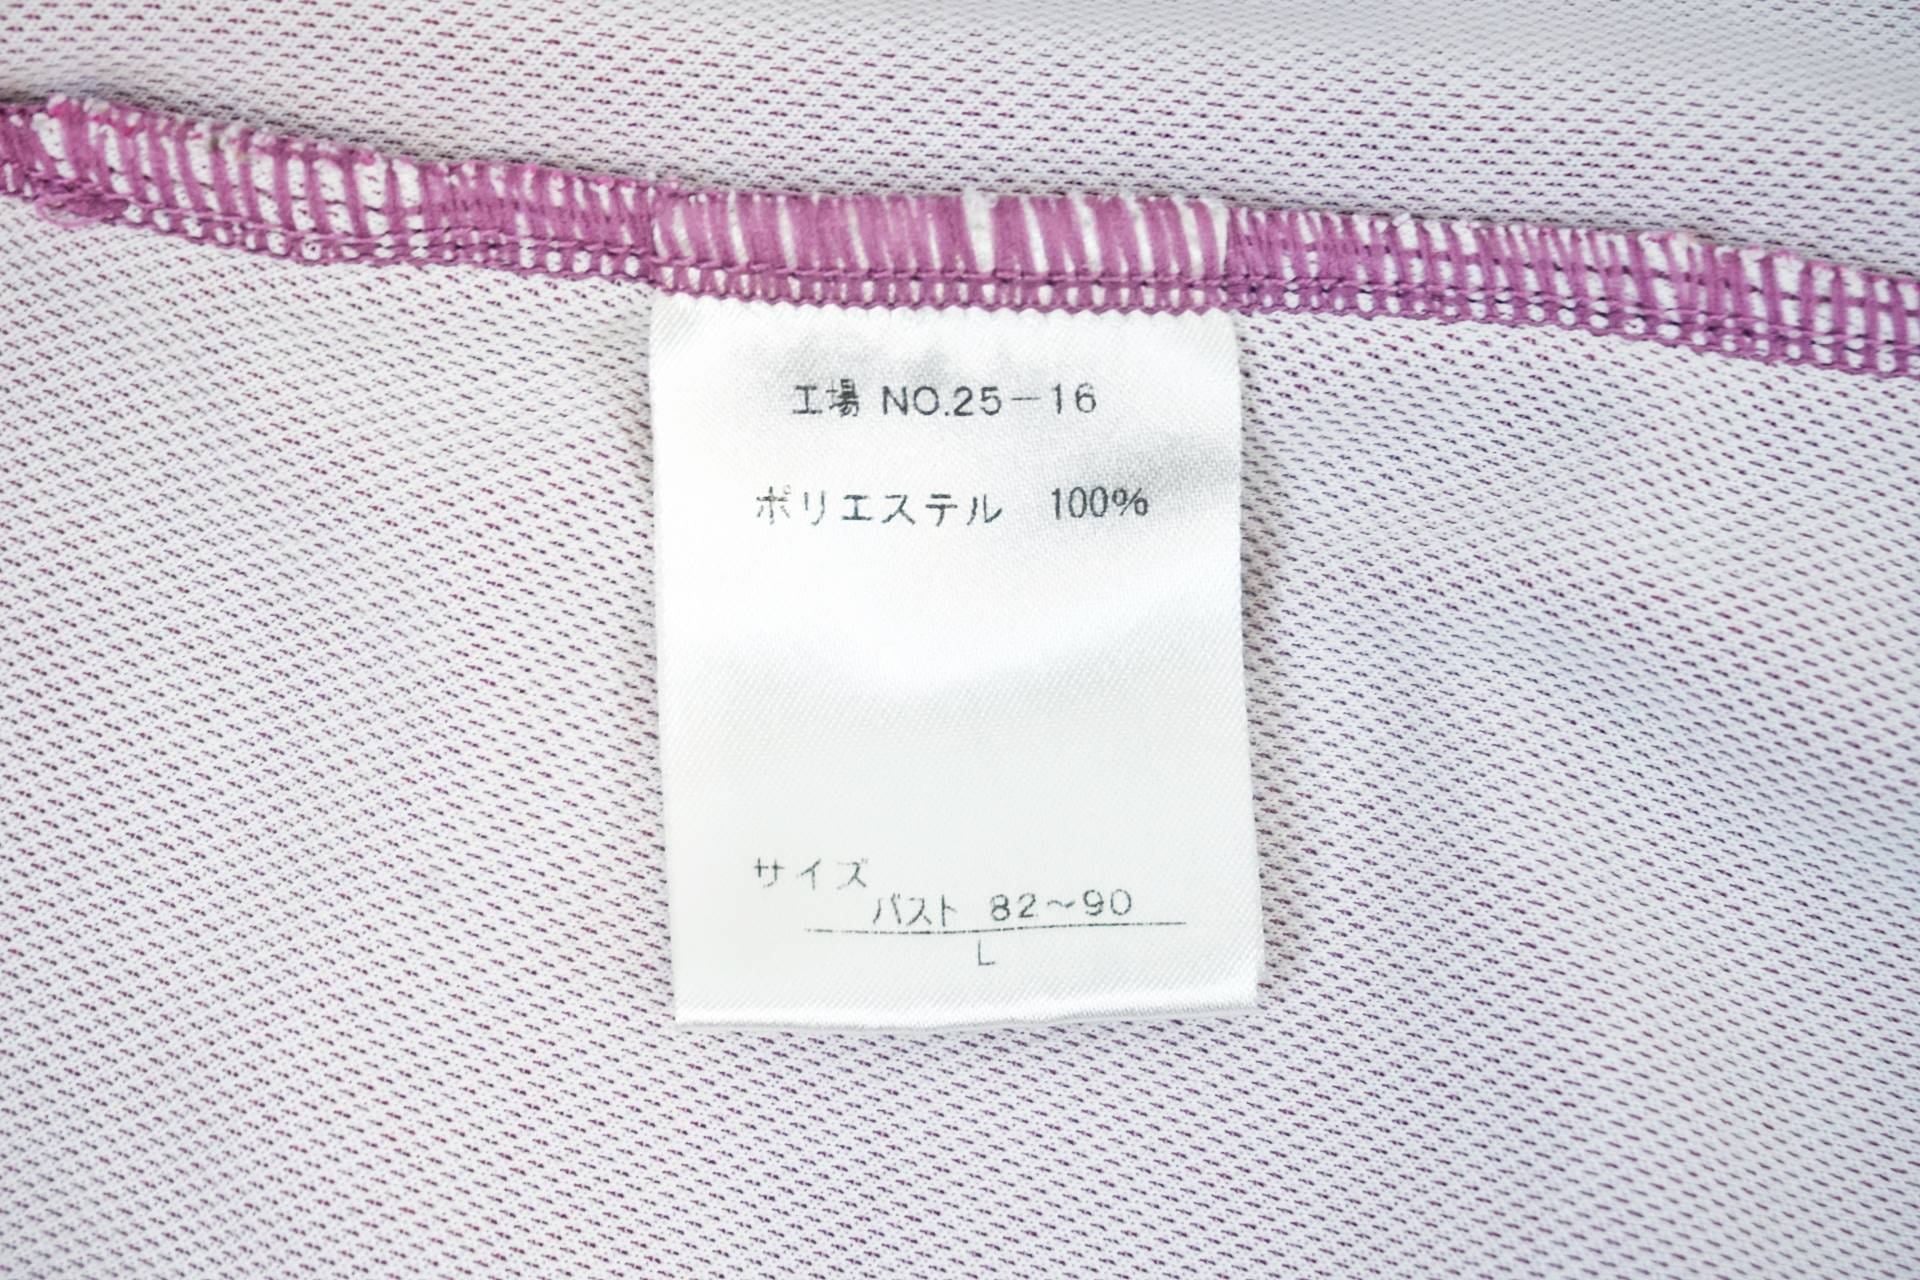 工場 NO.25-16
ポリエステル 100%
サイズ
バスト 82～90
L